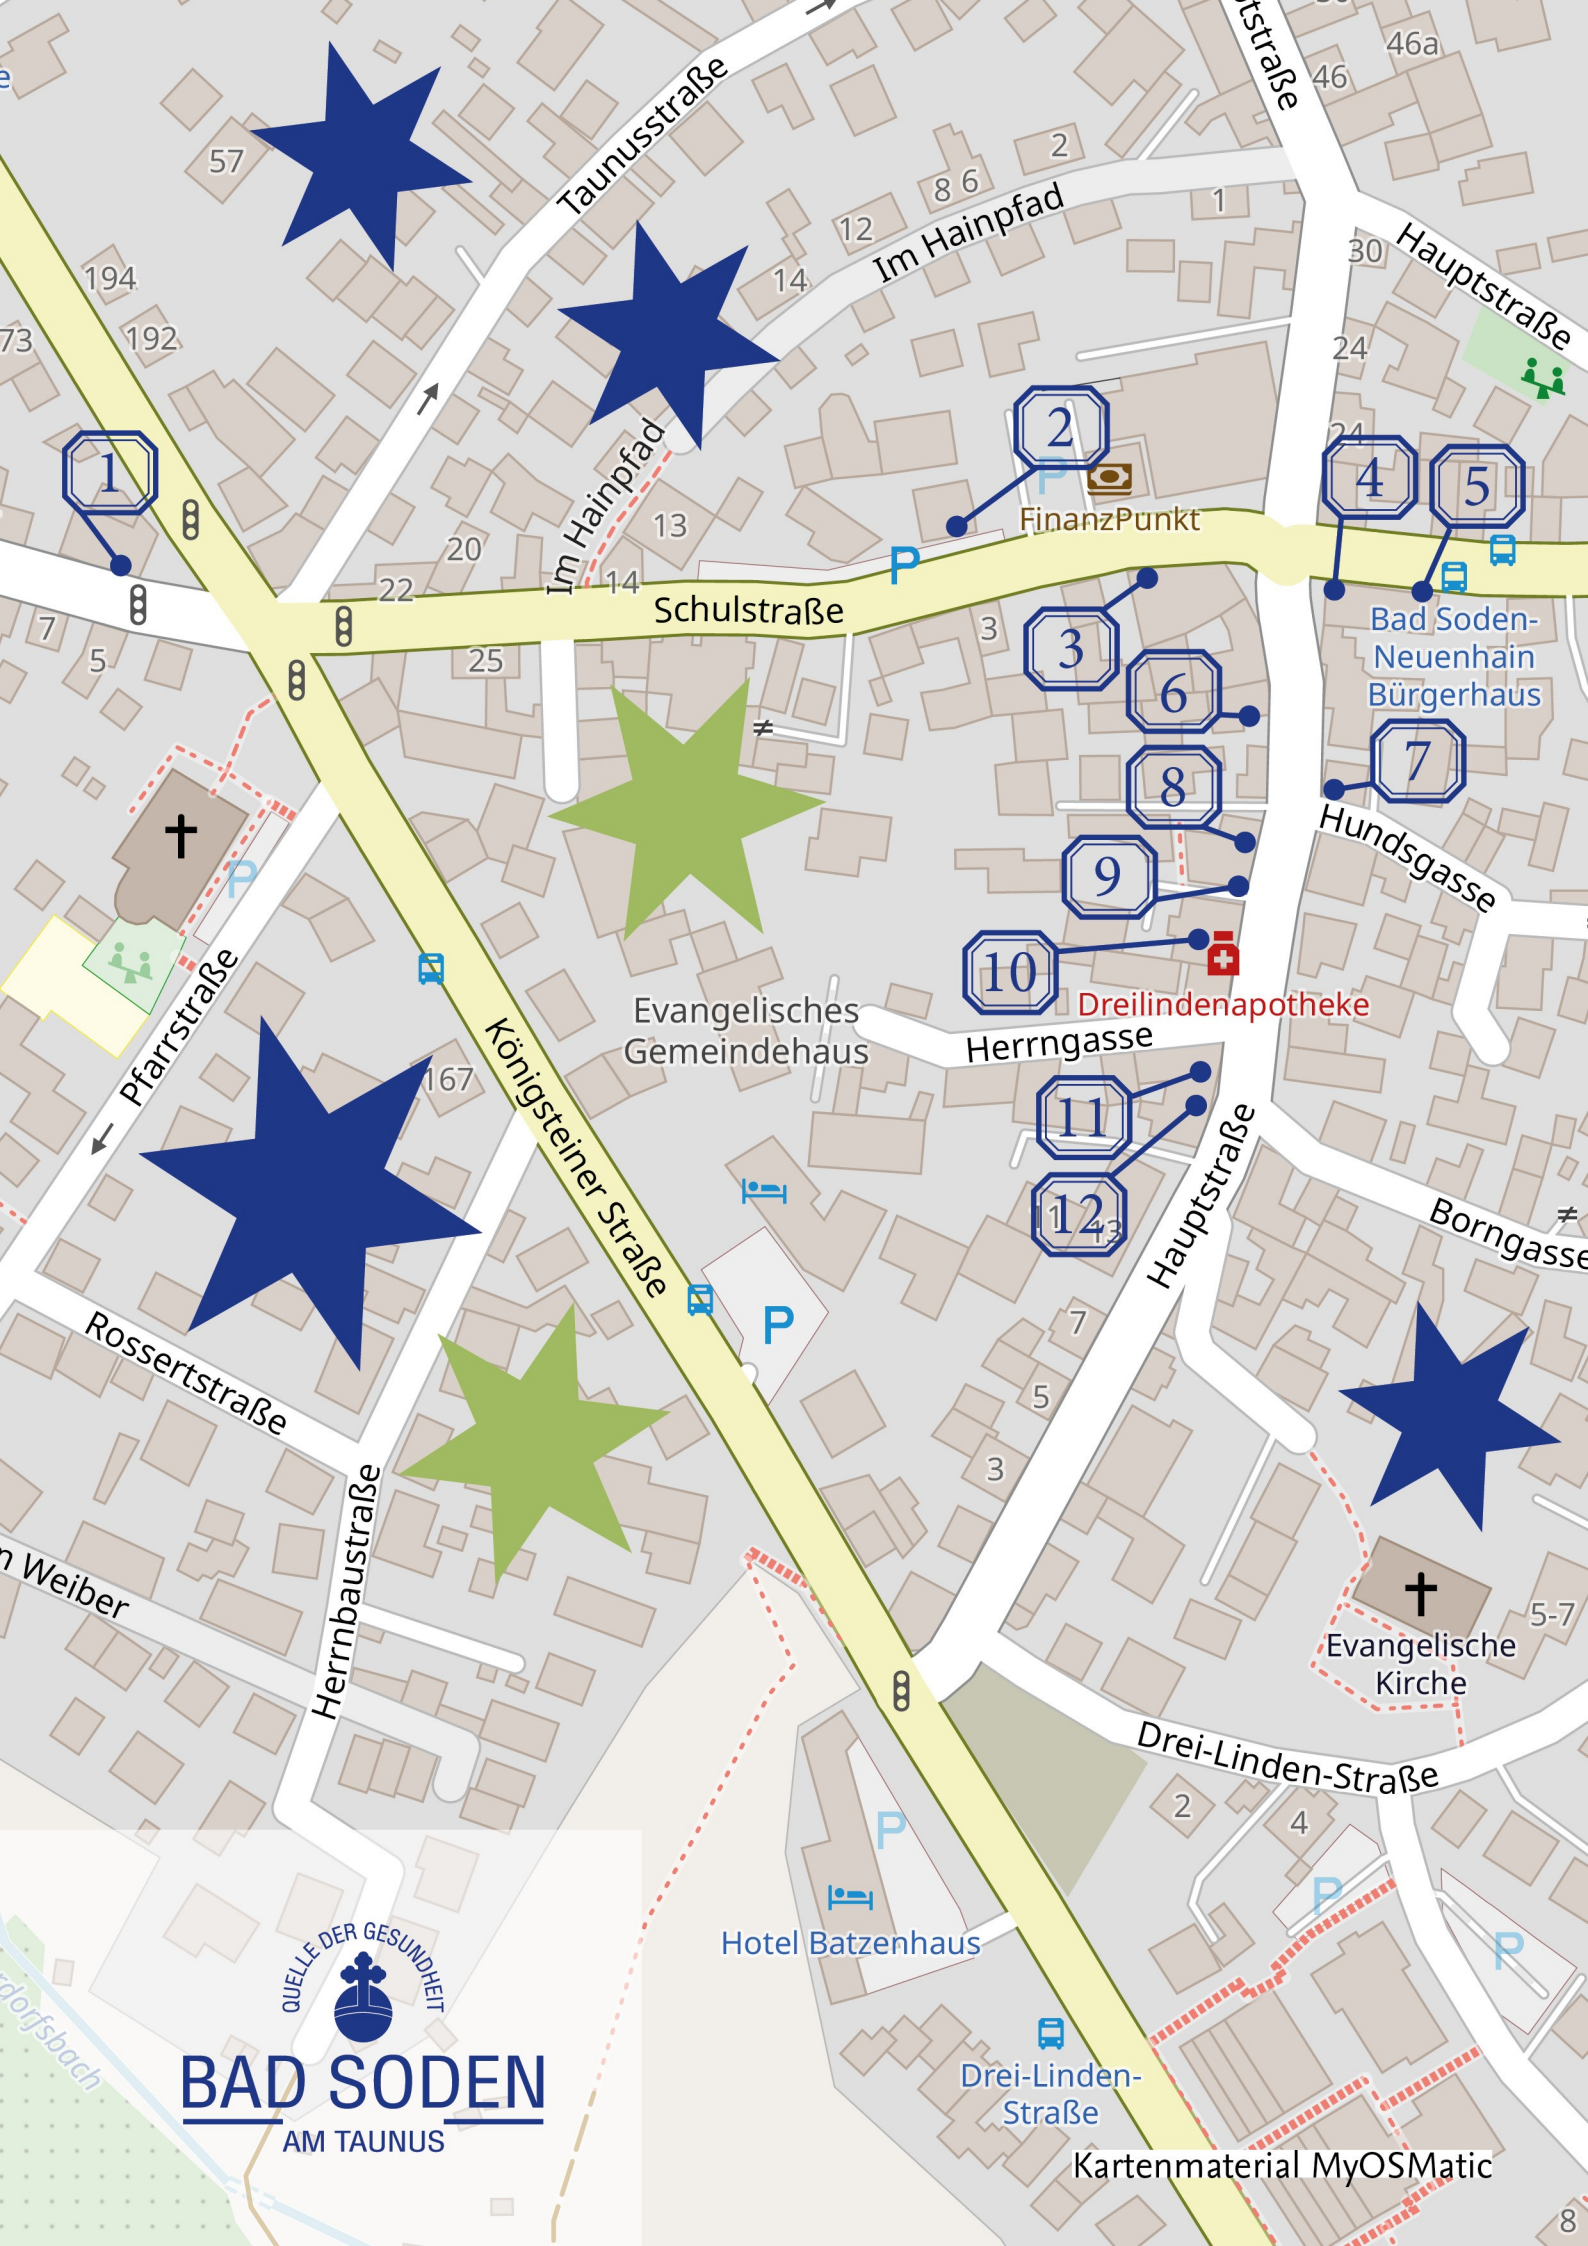 46a
46
Hauptstraße
Taunusstraße
57
2
8 6
1
12
Im Hainpfad
14
30
Hauptstraße
194
192
73
24
24
1
2
4
5
P
FinanzPunkt
Im Hainpfad
13
20
22
14
P
Schulstraße
7
5
25
3
3
Bad Soden-
Neuenhain
Bürgerhaus
6
7
8
Hundsgasse
9
P
10
Dreilindenapotheke
Pfarrstraße
Evangelisches
Gemeindehaus
Herrngasse
167
Königsteiner Straße
11
12
11
13
Hauptstraße
Borngasse
P
7
5
3
Rossertstraße
Herrnbaustraße
n Weiber
Evangelische
Kirche
5-7
Drei-Linden-Straße
2
4
P
P
P
Hotel Batzenhaus
Drei-Linden-
Straße
rdorfsbach
QUELLE DER GESUNDHEIT
BAD SODEN
AM TAUNUS
Kartenmaterial MyOSMatic
8